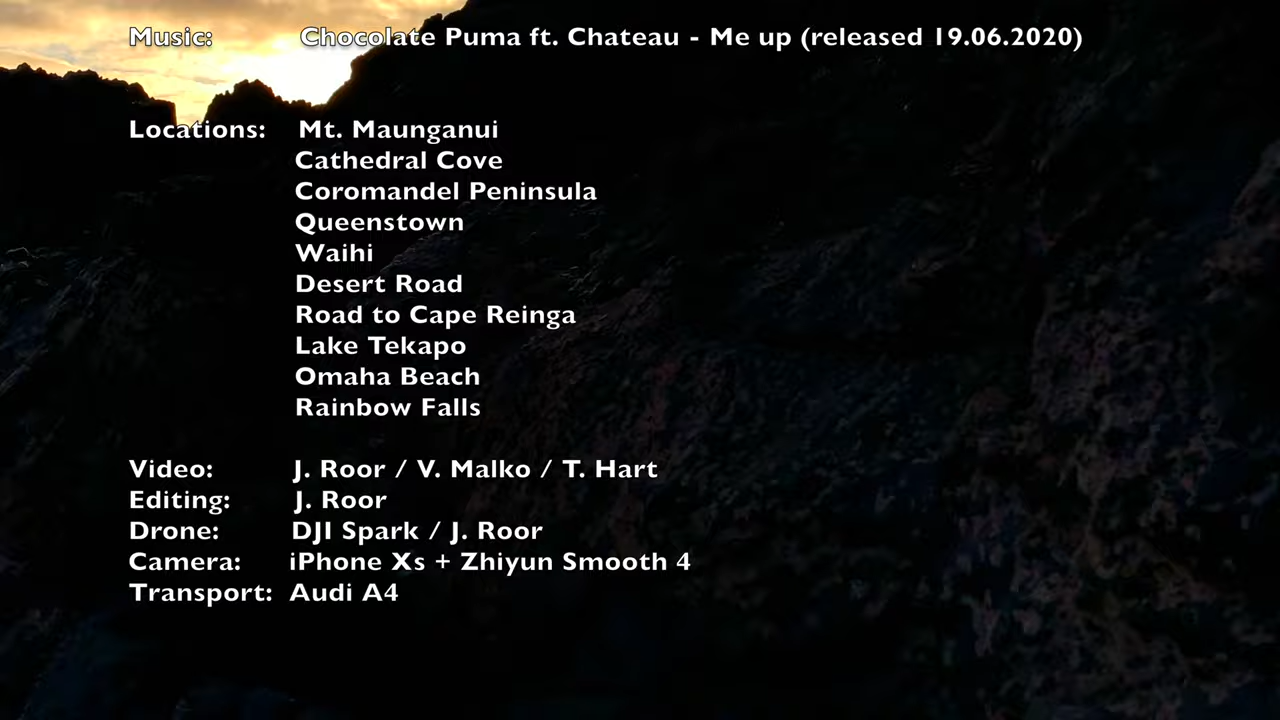 Music: Chocolate Puma ft. Chateau - Me up (released 19.06.2020)
Locations: Mt. Maunganui
Cathedral Cove
Coromandel Peninsula
Queenstown
Waihi
Desert Road
Road to Cape Reinga
Lake Tekapo
Omaha Beach
Rainbow Falls
Video: J. Roor / V. Malko / T. Hart
Editing: J. Roor
Drone: DJI Spark / J. Roor
Camera: iPhone Xs + Zhiyun Smooth 4
Transport: Audi A4